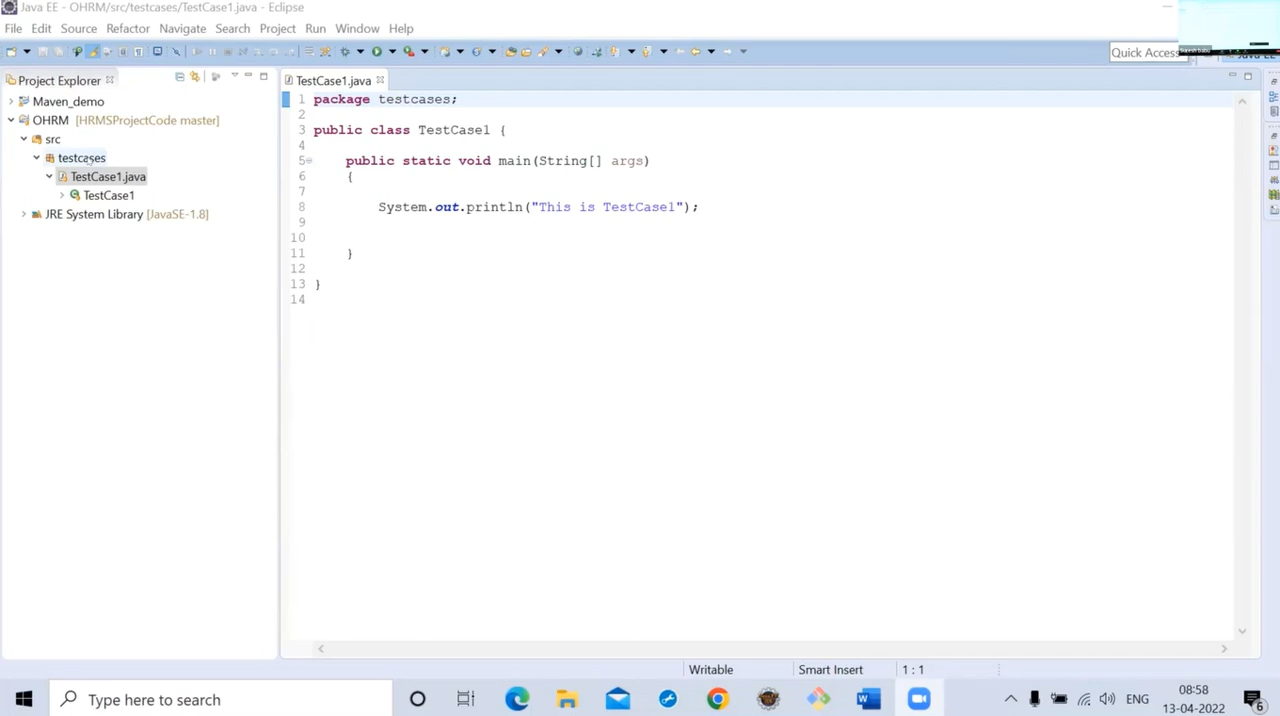 Java EE - OHRM/src/testcases/TestCase1.java - Eclipse
File Edit Source Refactor Navigate Search Project Run Window Help
Quick Access
Project Explorer
TestCase1.java
Maven_demo
OHRM [HRMSProjectCode master]
src
testcases
TestCase1.java
TestCase1
JRE System Library [JavaSE-1.8]
1 package testcases;
2
3 public class TestCase1 {
4
5 public static void main(String[] args)
6 {
7
8 System.out.println("This is TestCase1");
9
10
11 }
12
13 }
14
Writable Smart Insert 1 : 1
Type here to search
ENG
08:58
13-04-2022
6